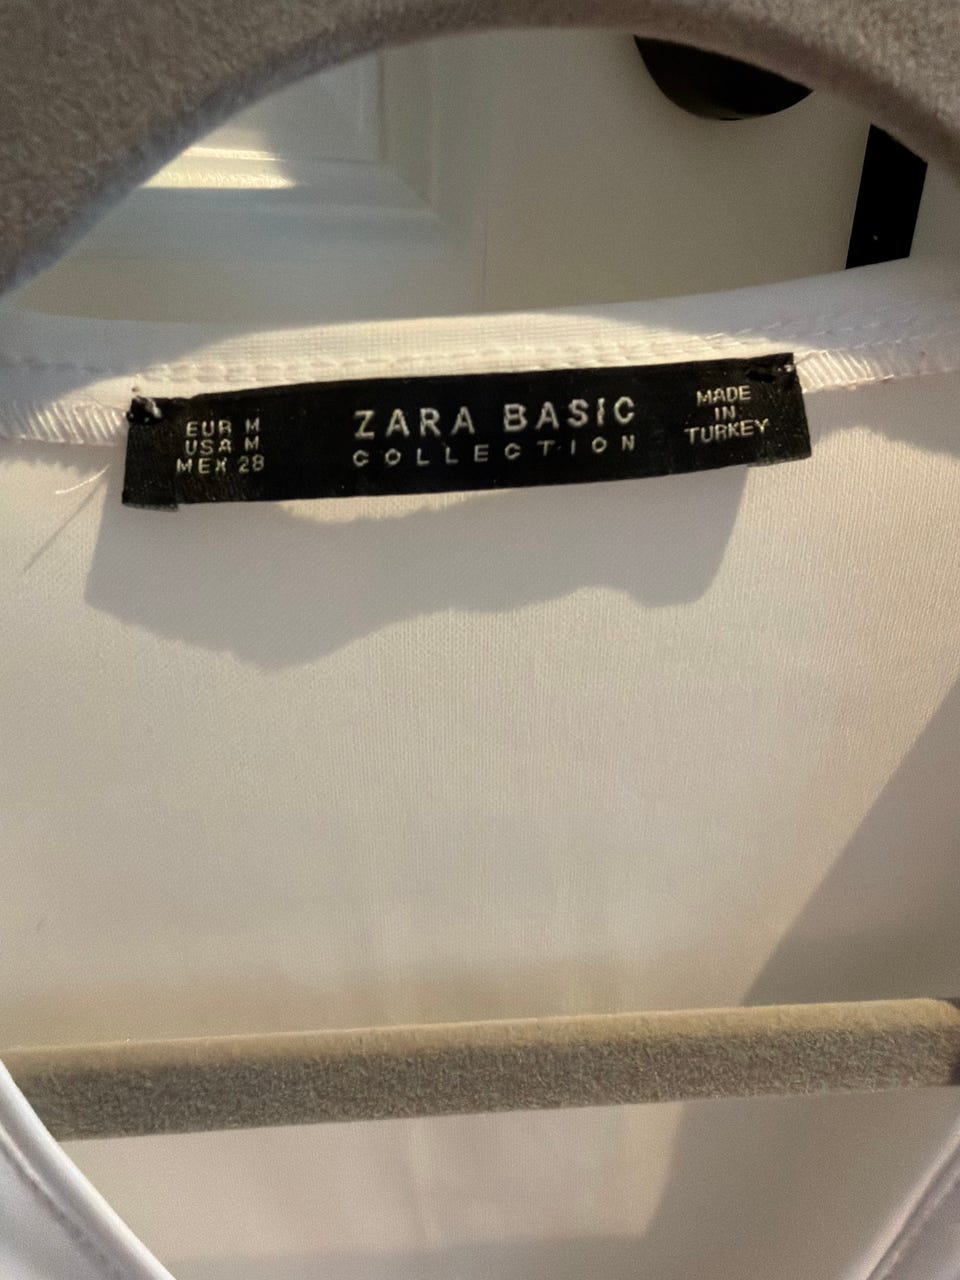 EUR M
USA M
MEX 28
ZARA BASIC
COLLECTION
MADE
IN
TURKEY